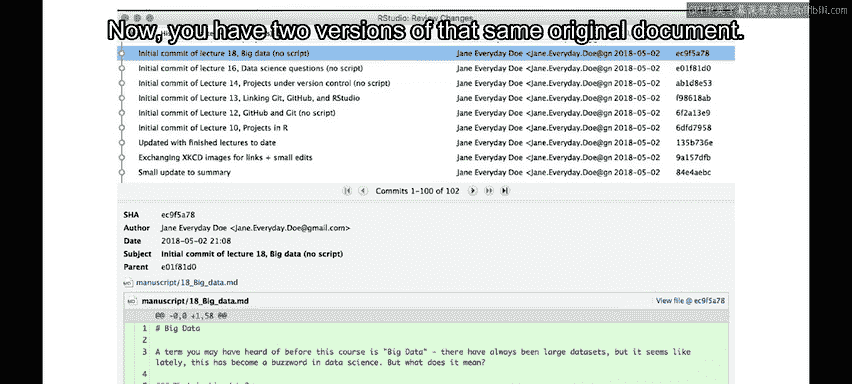 RStudio: Review Changes
Now, you have two versions of that same original document.
Initial commit of lecture 18, Big data (no script) Jane Everyday Doe <Jane.Everyday.Doe@gn 2018-05-02 ec9f5a78
Initial commit of lecture 16, Data science questions (no script) Jane Everyday Doe <Jane.Everyday.Doe@gn 2018-05-02 e01f81d0
Initial commit of Lecture 14, Projects under version control (no script) Jane Everyday Doe <Jane.Everyday.Doe@gn 2018-05-02 ab1d8e53
Initial commit of Lecture 13, Linking Git, GitHub, and RStudio Jane Everyday Doe <Jane.Everyday.Doe@gn 2018-05-02 f98618ab
Initial commit of Lecture 12, GitHub and Git (no script) Jane Everyday Doe <Jane.Everyday.Doe@gn 2018-05-02 6f2a13e9
Initial commit of Lecture 10, Projects in R Jane Everyday Doe <Jane.Everyday.Doe@gn 2018-05-02 6dfd7958
Updated with finished lectures to date Jane Everyday Doe <Jane.Everyday.Doe@gn 2018-05-02 135b736e
Exchanging XKCD images for links + small edits Jane Everyday Doe <Jane.Everyday.Doe@gn 2018-05-02 9a157dfb
Small update to summary Jane Everyday Doe <Jane.Everyday.Doe@gn 2018-05-02 84e4aebc
Commits 1-100 of 102
SHA ec9f5a78
Author Jane Everyday Doe <Jane.Everyday.Doe@gmail.com>
Date 2018-05-02 21:08
Subject Initial commit of lecture 18, Big data (no script)
Parent e01f81d0
manuscript/18_Big_data.md
manuscript/18_Big_data.md View file @ ec9f5a78
@@ -0,0 +1,58 @@
1 # Big Data
2
3 A term you may have heard of before this course is "Big Data" - there have always been large datasets, but it seems like
lately, this has become a buzzword in data science. But what does it mean?
4